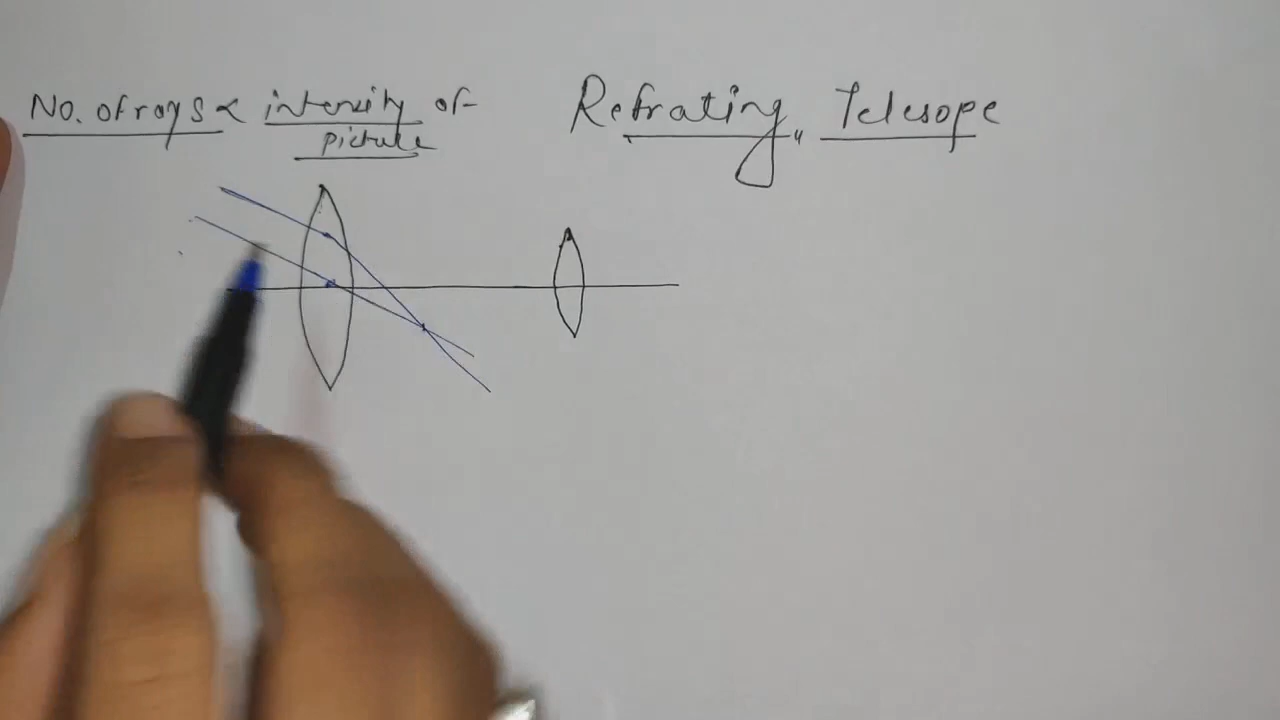 No. of rays ∝ intensity of
picture
Refrating Telesope